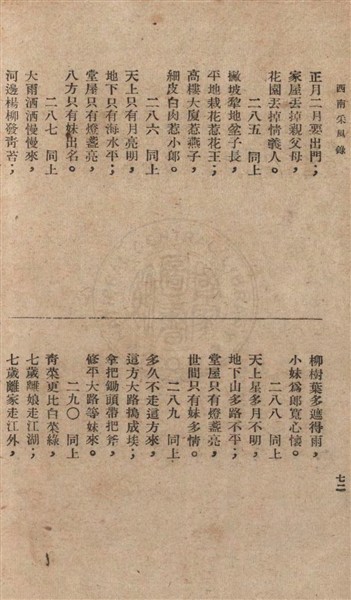 西南采風錄
正月二月要出門；
家屋丟掉親父母，
花園丟掉情義人。
二八五　同上
撇坡犂地坌子長，
平地栽花惹花王；
高樓大廈惹燕子，
細皮白肉惹小郎。
二八六　同上
天上只有月亮明，
地下只有海水平；
堂屋只有燈盞亮，
八方只有妹出名。
二八七　同上
大雨洒洒慢慢來，
河邊楊柳發靑苔；
柳樹葉多遮得雨，
小妹爲郎寬心懷。
二八八　同上
天上星多月不明，
地下山多路不平；
堂屋只有燈盞亮，
世間只有妹多情。
二八九　同上
多久不走這方來，
這方大路搗成埃；
拿把鋤頭帶把斧，
修平大路等妹來。
二九〇　同上
靑菜更比白菜綠，
七歲離娘走江湖；
七歲離家走江外，
七二